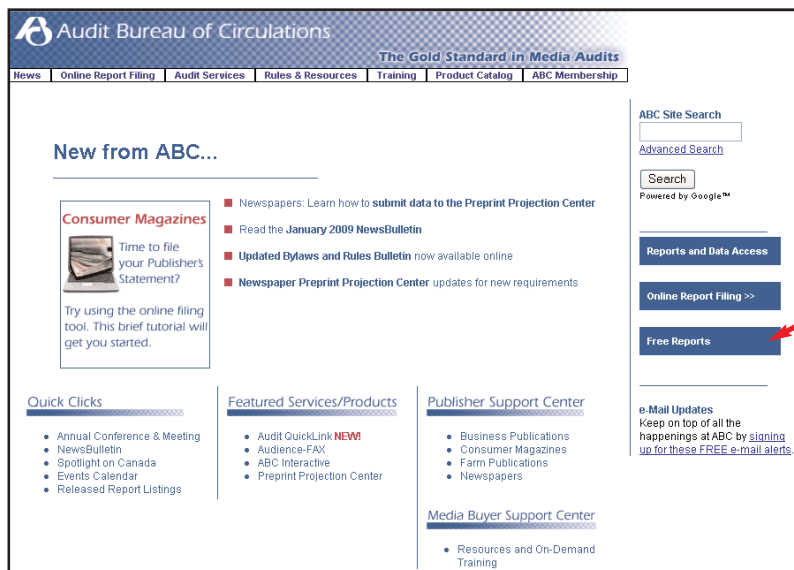 Audit Bureau of Circulations
The Gold Standard in Media Audits
News Online Report Filing Audit Services Rules & Resources Training Product Catalog ABC Membership
New from ABC...
Consumer Magazines
Time to file
your Publisher's
Statement?
Try using the online filing
tool. This brief tutorial will
get you started.
Newspapers: Learn how to submit data to the Preprint Projection Center
Read the January 2009 NewsBulletin
Updated Bylaws and Rules Bulletin now available online
Newspaper Preprint Projection Center updates for new requirements
ABC Site Search
Advanced Search
Search
Powered by Google™
Reports and Data Access
Online Report Filing >>
Free Reports
e-Mail Updates
Keep on top of all the
happenings at ABC by signing
up for these FREE e-mail alerts.
Quick Clicks
Annual Conference & Meeting
NewsBulletin
Spotlight on Canada
Events Calendar
Released Report Listings
Featured Services/Products
Audit QuickLink NEW!
Audience-FAX
ABC Interactive
Preprint Projection Center
Publisher Support Center
Business Publications
Consumer Magazines
Farm Publications
Newspapers
Media Buyer Support Center
Resources and On-Demand
Training